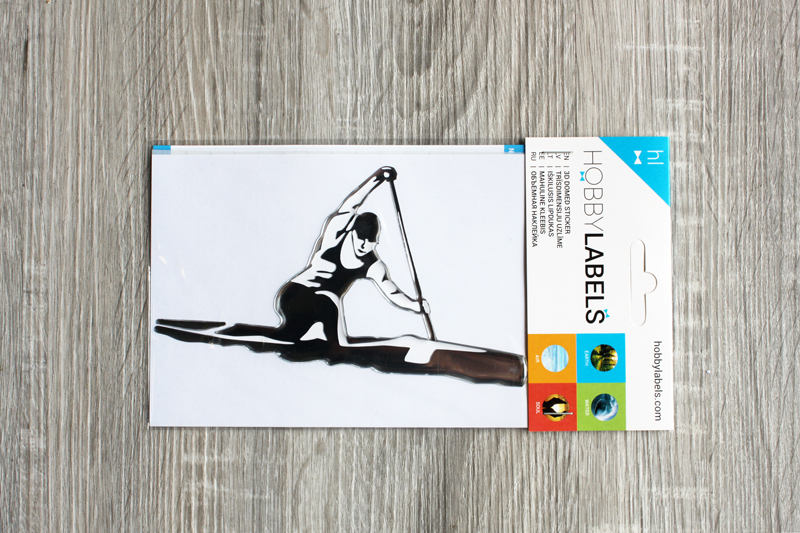 hl
HOBBYLABELS
EN | 3D DOMED STICKER
LV | TRĪSDIMENSIJU UZLĪME
LT | IŠKILUSIS LIPDUKAS
EE | MAHULINE KLEEBIS
RU | ОБЪЕМНАЯ НАКЛЕЙКА
hobbylabels.com
EARTH
WATER
AIR
SOUL